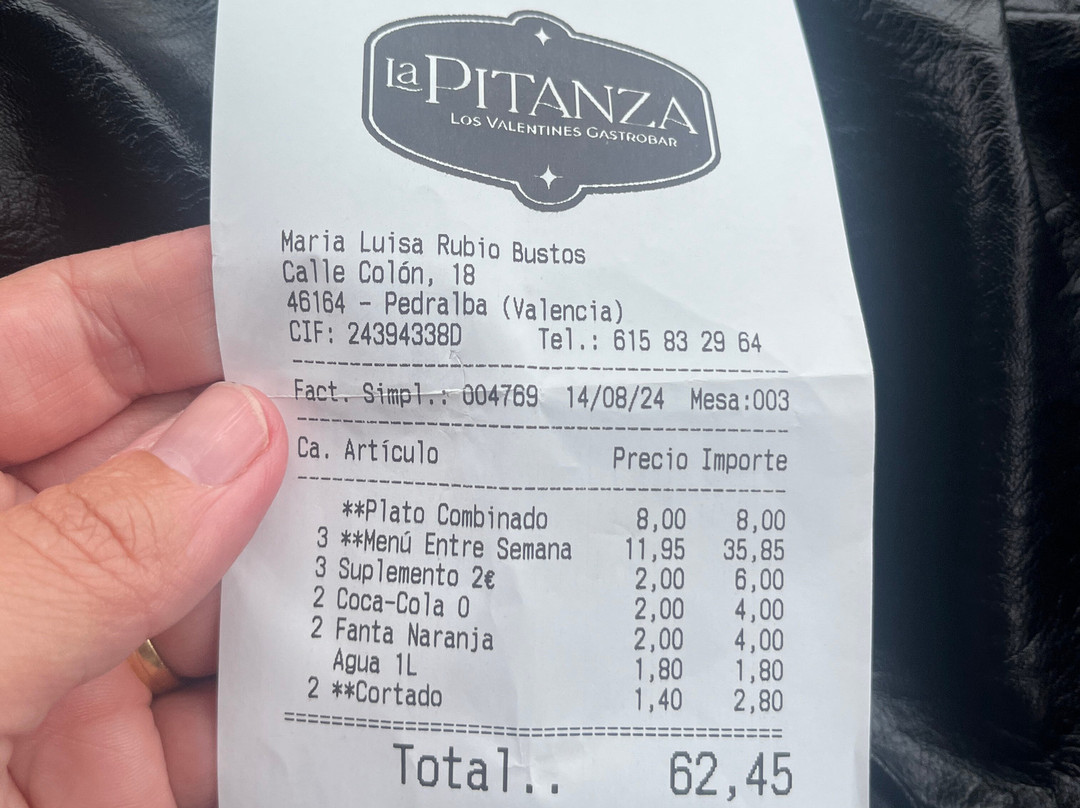 La PITANZA
LOS VALENTINES GASTROBAR
Maria Luisa Rubio Bustos
Calle Colón, 18
46164 - Pedralba (Valencia)
CIF: 24394338D Tel.: 615 83 29 64
Fact. Simpl.: 004769 14/08/24 Mesa:003
Ca. Artículo Precio Importe
**Plato Combinado 8,00 8,00
3 **Menú Entre Semana 11,95 35,85
3 Suplemento 2€ 2,00 6,00
2 Coca-Cola 0 2,00 4,00
2 Fanta Naranja 2,00 4,00
Agua 1L 1,80 1,80
2 **Cortado 1,40 2,80
Total.. 62,45